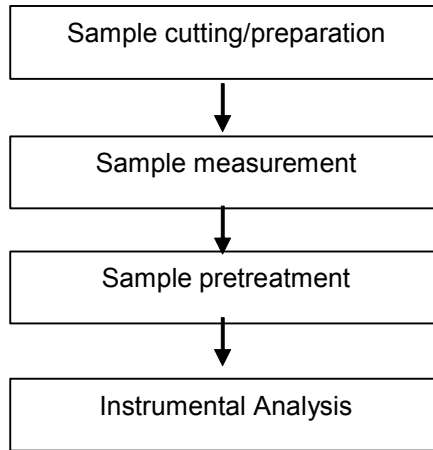 Sample cutting/preparation
Sample measurement
Sample pretreatment
Instrumental Analysis